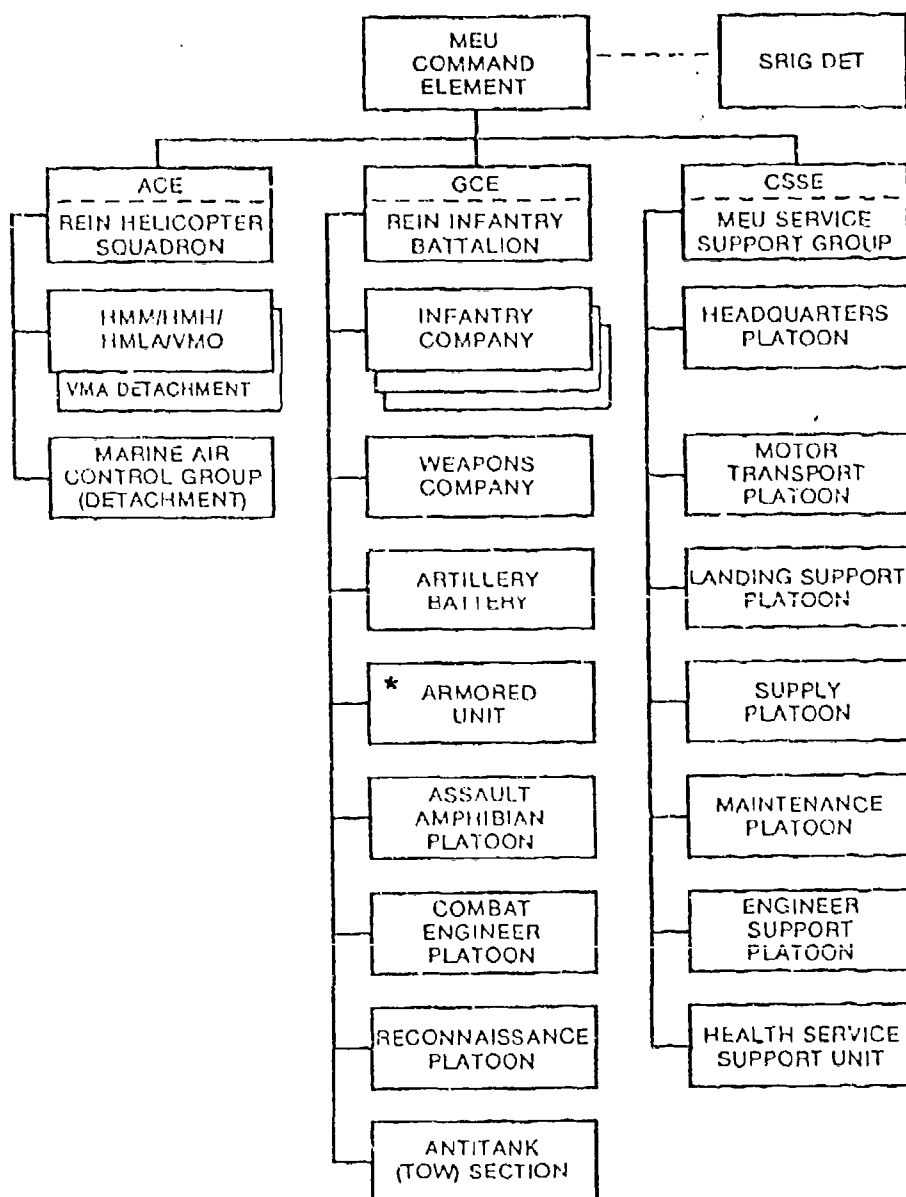 MEU
COMMAND
ELEMENT
SRIG DET
ACE
REIN HELICOPTER
SQUADRON
HMM/HMH/
HMLA/VMO
VMA DETACHMENT
MARINE AIR
CONTROL GROUP
(DETACHMENT)
GCE
REIN INFANTRY
BATTALION
INFANTRY
COMPANY
WEAPONS
COMPANY
ARTILLERY
BATTERY
* ARMORED
UNIT
ASSAULT
AMPHIBIAN
PLATOON
COMBAT
ENGINEER
PLATOON
RECONNAISSANCE
PLATOON
ANTITANK
(TOW) SECTION
CSSE
MEU SERVICE
SUPPORT GROUP
HEADQUARTERS
PLATOON
MOTOR
TRANSPORT
PLATOON
LANDING SUPPORT
PLATOON
SUPPLY
PLATOON
MAINTENANCE
PLATOON
ENGINEER
SUPPORT
PLATOON
HEALTH SERVICE
SUPPORT UNIT